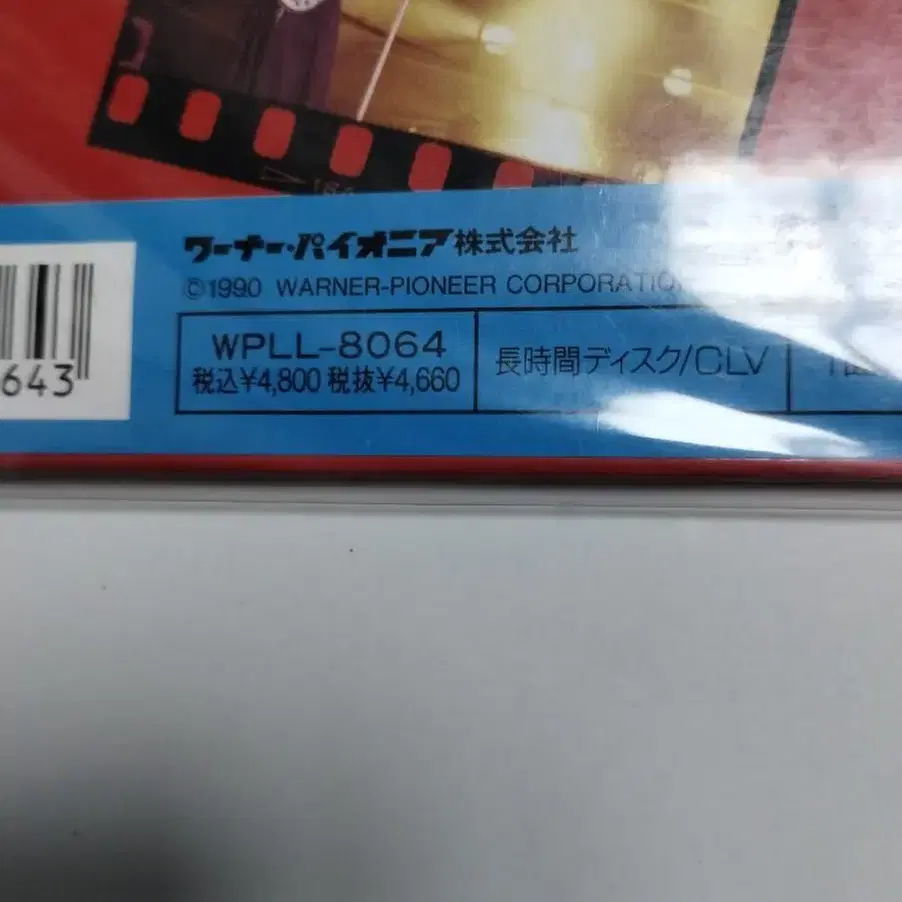 ワーナー・パイオニア株式会社
©1990 WARNER-PIONEER CORPORATION
WPLL-8064
税込¥4,800 税抜¥4,660
長時間ディスク/CLV
643